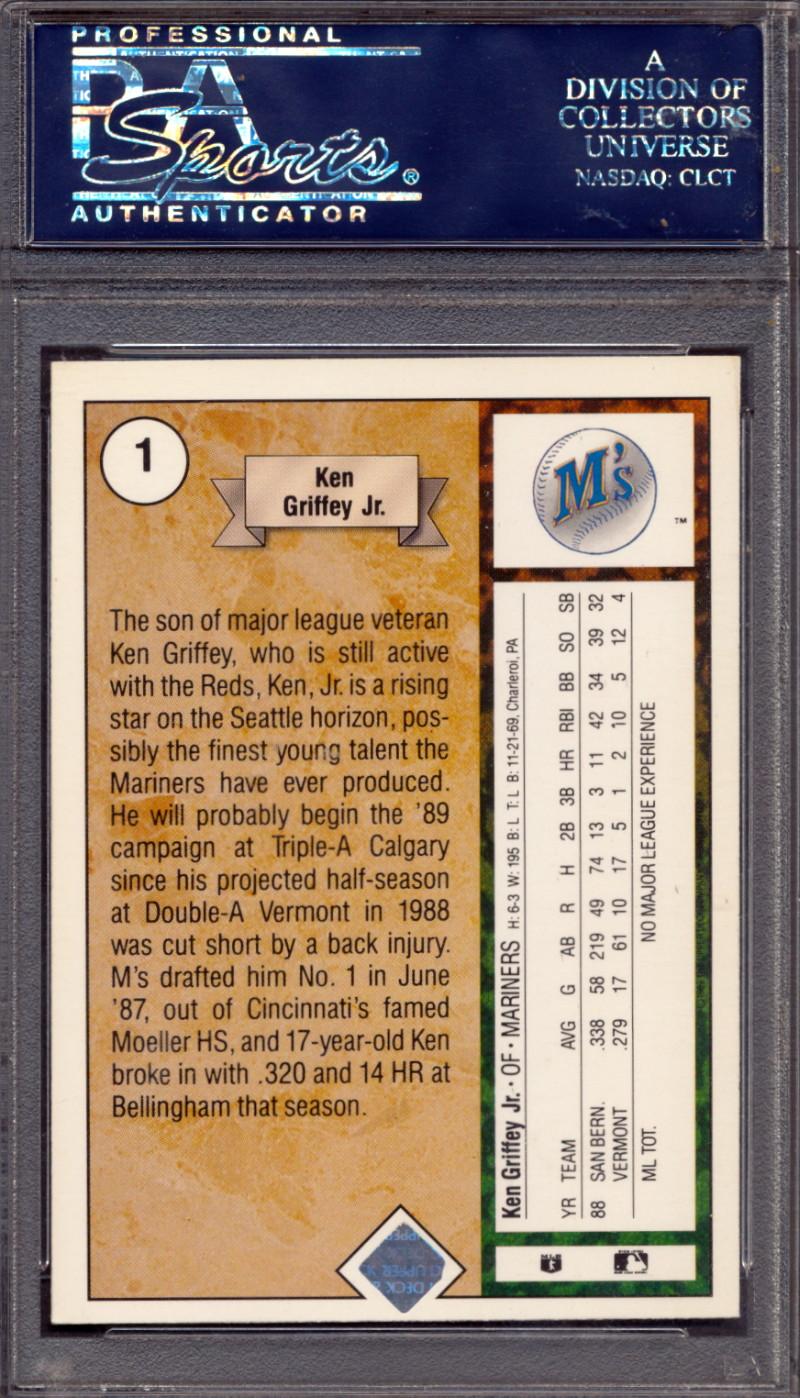 PROFESSIONAL
PSA
Sports®
AUTHENTICATOR
A
DIVISION OF
COLLECTORS
UNIVERSE
NASDAQ: CLCT
1
Ken
Griffey Jr.
The son of major league veteran
Ken Griffey, who is still active
with the Reds, Ken, Jr. is a rising
star on the Seattle horizon, pos-
sibly the finest young talent the
Mariners have ever produced.
He will probably begin the '89
campaign at Triple-A Calgary
since his projected half-season
at Double-A Vermont in 1988
was cut short by a back injury.
M's drafted him No. 1 in June
'87, out of Cincinnati's famed
Moeller HS, and 17-year-old Ken
broke in with .320 and 14 HR at
Bellingham that season.
M's
TM
Ken Griffey Jr. • OF • MARINERS H: 6-3 W: 195 B: L T: L B: 11-21-69, Charleroi, PA
YR TEAM AVG G AB R H 2B 3B HR RBI BB SO SB
88 SAN BERN. .338 58 219 49 74 13 3 11 42 34 39 32
VERMONT .279 17 61 10 17 5 1 2 10 5 12 4
ML TOT. NO MAJOR LEAGUE EXPERIENCE
UPPER
DECK